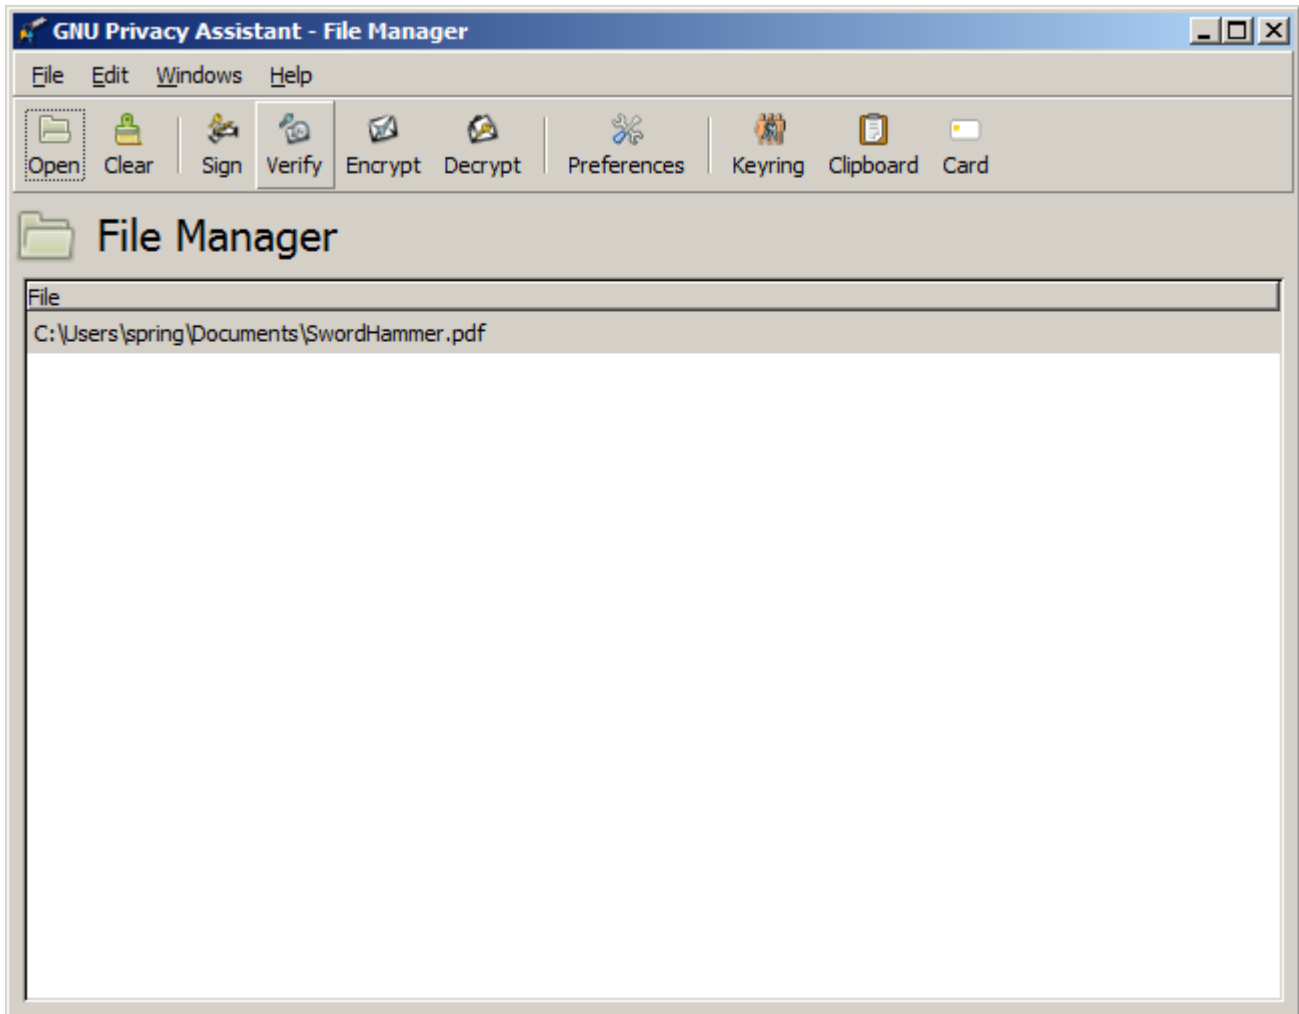 GNU Privacy Assistant - File Manager
File Edit Windows Help
Open Clear Sign Verify Encrypt Decrypt Preferences Keyring Clipboard Card
File Manager
File
C:\Users\spring\Documents\SwordHammer.pdf